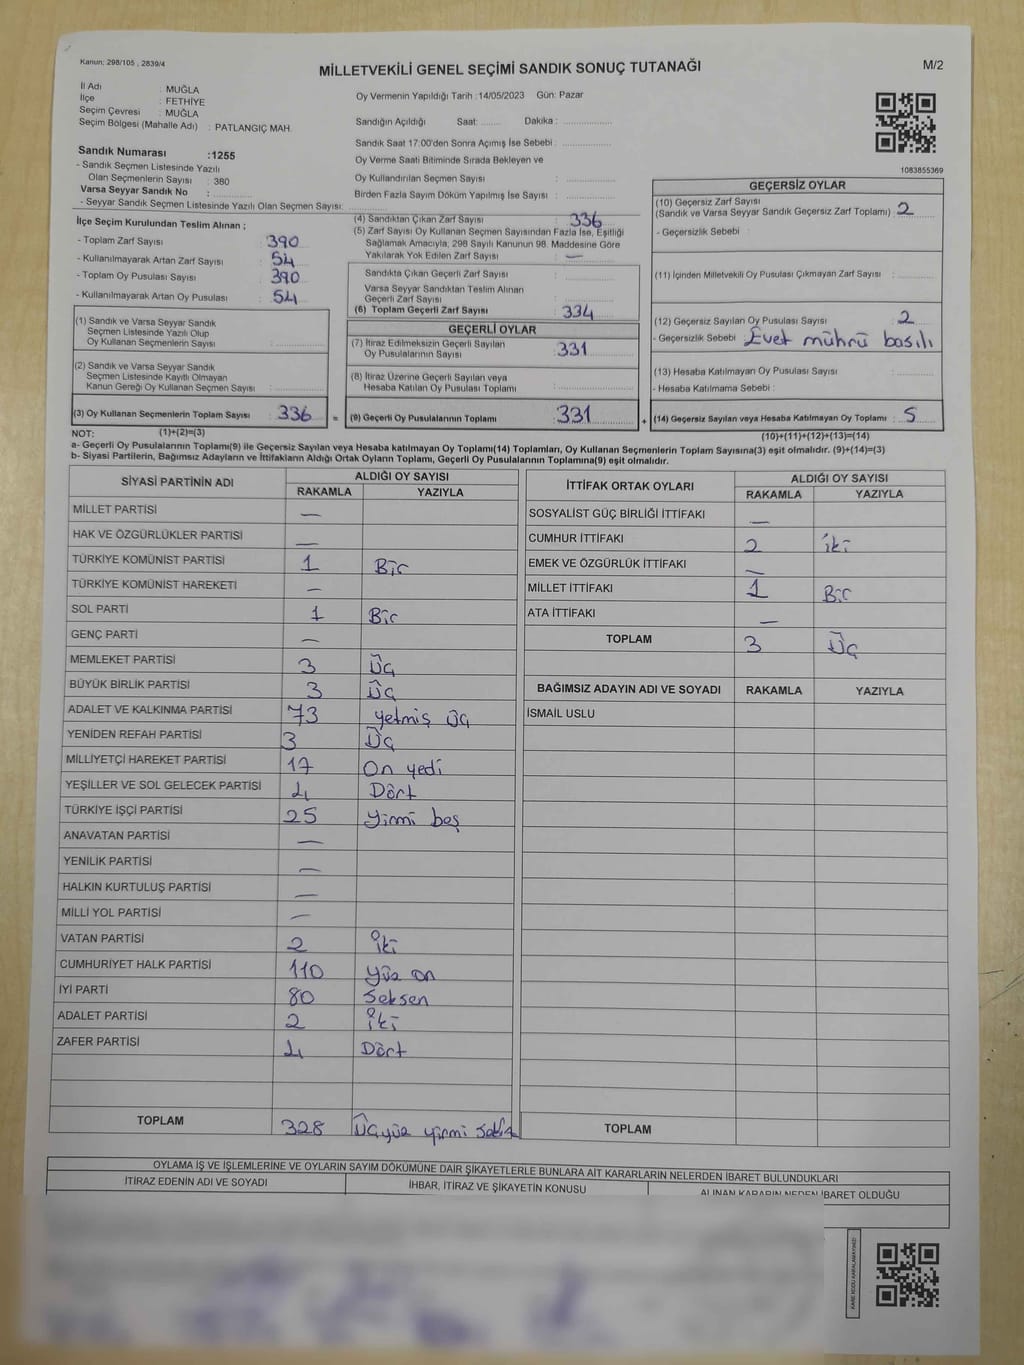 Kanun: 298/105 , 2839/4
MİLLETVEKİLİ GENEL SEÇİMİ SANDIK SONUÇ TUTANAĞI
M/2
İl Adı : MUĞLA
İlçe : FETHİYE
Seçim Çevresi : MUĞLA
Seçim Bölgesi (Mahalle Adı) : PATLANGIÇ MAH.
Oy Vermenin Yapıldığı Tarih :14/05/2023 Gün: Pazar
Sandığın Açıldığı Saat: ........ Dakika : ....................
Sandık Saat 17:00'den Sonra Açımış İse Sebebi : ....................
Oy Verme Saati Bitiminde Sırada Bekleyen ve
Oy Kullandırılan Seçmen Sayısı : ....................
Birden Fazla Sayım Döküm Yapılmış İse Sayısı : ....................
1083855369
Sandık Numarası :1255
- Sandık Seçmen Listesinde Yazılı
Olan Seçmenlerin Sayısı : 380
Varsa Seyyar Sandık No : ....................
- Seyyar Sandık Seçmen Listesinde Yazılı Olan Seçmen Sayısı: ..........
İlçe Seçim Kurulundan Teslim Alınan ;
- Toplam Zarf Sayısı : 390
- Kullanılmayarak Artan Zarf Sayısı : 54
- Toplam Oy Pusulası Sayısı : 390
- Kullanılmayarak Artan Oy Pusulası : 54
(1) Sandık ve Varsa Seyyar Sandık
Seçmen Listesinde Yazılı Olup
Oy Kullanan Seçmenlerin Sayısı : ....................
(2) Sandık ve Varsa Seyyar Sandık
Seçmen Listesinde Kayıtlı Olmayan
Kanun Gereği Oy Kullanan Seçmen Sayısı : ....................
(3) Oy Kullanan Seçmenlerin Toplam Sayısı : 336 =
(1)+(2)=(3)
(4) Sandıktan Çıkan Zarf Sayısı : 336
(5) Zarf Sayısı Oy Kullanan Seçmen Sayısından Fazla İse, Eşitliği
Sağlamak Amacıyla, 298 Sayılı Kanunun 98. Maddesine Göre
Yakılarak Yok Edilen Zarf Sayısı : —
Sandıkta Çıkan Geçerli Zarf Sayısı : ....................
Varsa Seyyar Sandıktan Teslim Alınan
Geçerli Zarf Sayısı : ....................
(6) Toplam Geçerli Zarf Sayısı : 334
GEÇERLİ OYLAR
(7) İtiraz Edilmeksizin Geçerli Sayılan
Oy Pusulalarının Sayısı : 331
(8) İtiraz Üzerine Geçerli Sayılan veya
Hesaba Katılan Oy Pusulaları Toplamı : ....................
(9) Geçerli Oy Pusulalarının Toplamı : 331 +
GEÇERSİZ OYLAR
(10) Geçersiz Zarf Sayısı
(Sandık ve Varsa Seyyar Sandık Geçersiz Zarf Toplamı) : 2
- Geçersizlik Sebebi :
(11) İçinden Milletvekili Oy Pusulası Çıkmayan Zarf Sayısı : ..........
(12) Geçersiz Sayılan Oy Pusulası Sayısı : 2
- Geçersizlik Sebebi : Evet mührü basılı
(13) Hesaba Katılmayan Oy Pusulası Sayısı : ..........
- Hesaba Katılmama Sebebi :
(14) Geçersiz Sayılan veya Hesaba Katılmayan Oy Toplamı : 5
(10)+(11)+(12)+(13)=(14)
NOT:
a- Geçerli Oy Pusulalarının Toplamı(9) ile Geçersiz Sayılan veya Hesaba katılmayan Oy Toplamı(14) Toplamları, Oy Kullanan Seçmenlerin Toplam Sayısına(3) eşit olmalıdır. (9)+(14)=(3)
b- Siyasi Partilerin, Bağımsız Adayların ve İttifakların Aldığı Ortak Oyların Toplamı, Geçerli Oy Pusulalarının Toplamına(9) eşit olmalıdır.
SİYASİ PARTİNİN ADI ALDIĞI OY SAYISI
RAKAMLA YAZIYLA
MİLLET PARTİSİ —
HAK VE ÖZGÜRLÜKLER PARTİSİ —
TÜRKİYE KOMÜNİST PARTİSİ 1 Bir
TÜRKİYE KOMÜNİST HAREKETİ —
SOL PARTİ 1 Bir
GENÇ PARTİ —
MEMLEKET PARTİSİ 3 Üç
BÜYÜK BİRLİK PARTİSİ 3 Üç
ADALET VE KALKINMA PARTİSİ 73 yetmiş üç
YENİDEN REFAH PARTİSİ 3 Üç
MİLLİYETÇİ HAREKET PARTİSİ 17 On yedi
YEŞİLLER VE SOL GELECEK PARTİSİ 4 Dört
TÜRKİYE İŞÇİ PARTİSİ 25 yirmi beş
ANAVATAN PARTİSİ —
YENİLİK PARTİSİ —
HALKIN KURTULUŞ PARTİSİ —
MİLLİ YOL PARTİSİ —
VATAN PARTİSİ 2 iki
CUMHURİYET HALK PARTİSİ 110 yüz on
İYİ PARTİ 80 seksen
ADALET PARTİSİ 2 iki
ZAFER PARTİSİ 4 Dört
TOPLAM 328 Üçyüz yirmi sekiz
İTTİFAK ORTAK OYLARI ALDIĞI OY SAYISI
RAKAMLA YAZIYLA
SOSYALİST GÜÇ BİRLİĞİ İTTİFAKI —
CUMHUR İTTİFAKI 2 iki
EMEK VE ÖZGÜRLÜK İTTİFAKI —
MİLLET İTTİFAKI 1 Bir
ATA İTTİFAKI —
TOPLAM 3 Üç
BAĞIMSIZ ADAYIN ADI VE SOYADI RAKAMLA YAZIYLA
İSMAİL USLU
TOPLAM
OYLAMA İŞ VE İŞLEMLERİNE VE OYLARIN SAYIM DÖKÜMÜNE DAİR ŞİKAYETLERLE BUNLARA AİT KARARLARIN NELERDEN İBARET BULUNDUKLARI
İTİRAZ EDENİN ADI VE SOYADI İHBAR, İTİRAZ VE ŞİKAYETİN KONUSU ALINAN KARARIN NEDEN İBARET OLDUĞU
KARE KODU KARALAMAYINIZ!